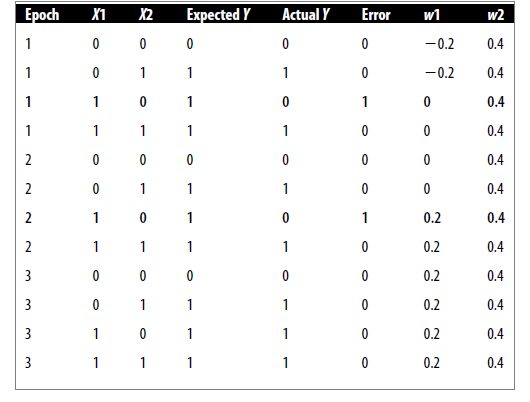 Epoch X1 X2 Expected Y Actual Y Error w1 w2
1 0 0 0 0 0 −0.2 0.4
1 0 1 1 1 0 −0.2 0.4
1 1 0 1 0 1 0 0.4
1 1 1 1 1 0 0 0.4
2 0 0 0 0 0 0 0.4
2 0 1 1 1 0 0 0.4
2 1 0 1 0 1 0.2 0.4
2 1 1 1 1 0 0.2 0.4
3 0 0 0 0 0 0.2 0.4
3 0 1 1 1 0 0.2 0.4
3 1 0 1 1 0 0.2 0.4
3 1 1 1 1 0 0.2 0.4